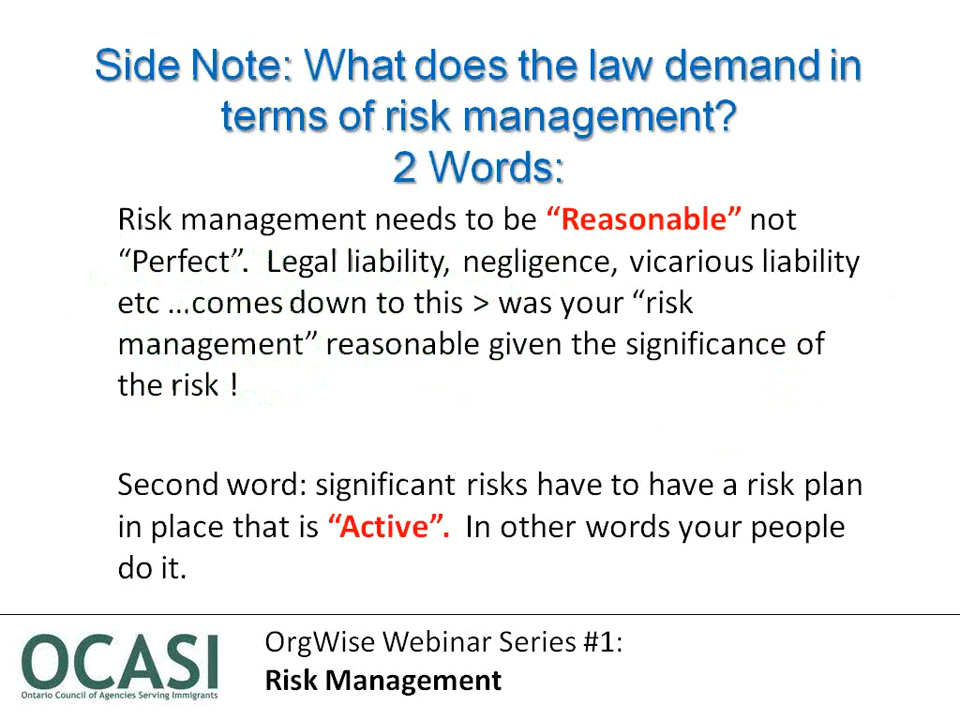 Side Note: What does the law demand in
terms of risk management?
2 Words:
Risk management needs to be “Reasonable” not
“Perfect”. Legal liability, negligence, vicarious liability
etc …comes down to this > was your “risk
management” reasonable given the significance of
the risk !
Second word: significant risks have to have a risk plan
in place that is “Active”. In other words your people
do it.
OCASI
Ontario Council of Agencies Serving Immigrants
OrgWise Webinar Series #1:
Risk Management